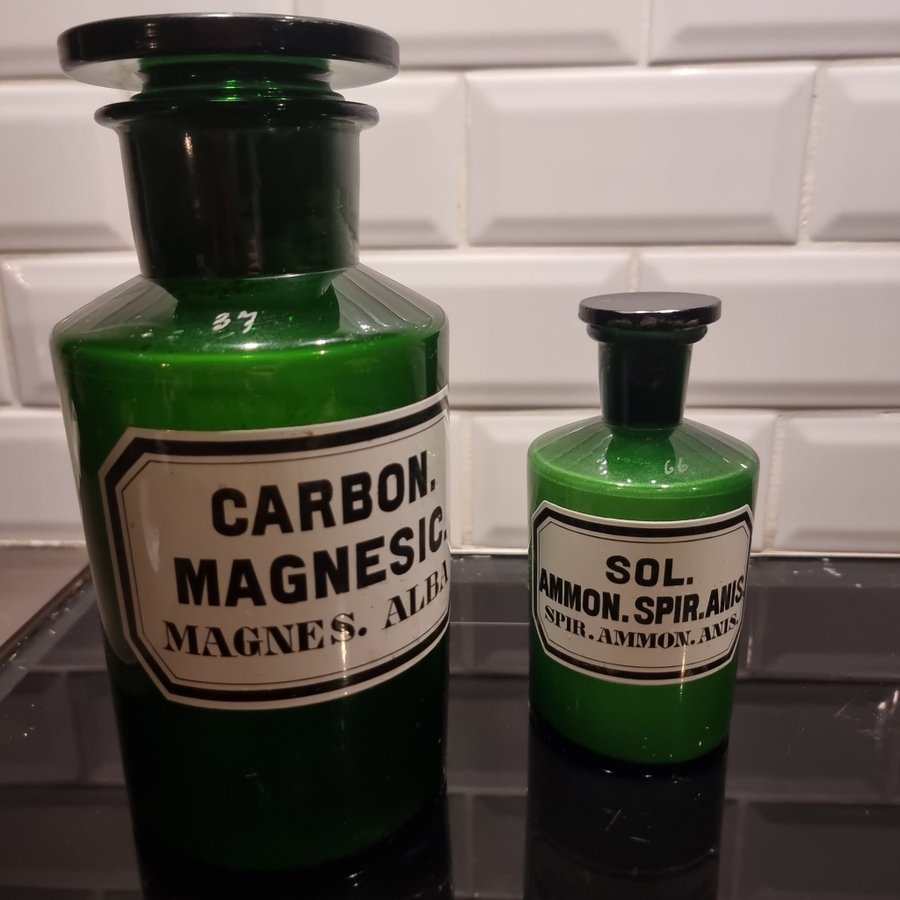 37
CARBON.
MAGNESIC.
MAGNES. ALBA
66
SOL.
AMMON. SPIR. ANIS.
SPIR. AMMON. ANIS.